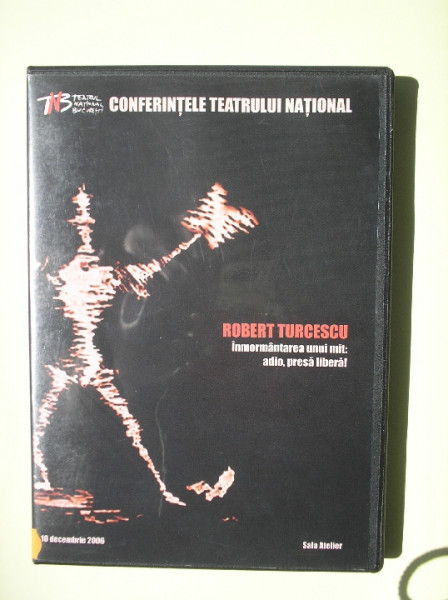 TNB TEATRUL
NAȚIONAL
BUCUREȘTI
CONFERINȚELE TEATRULUI NAȚIONAL
ROBERT TURCESCU
Înmormântarea unui mit:
adio, presă liberă!
10 decembrie 2006
Sala Atelier